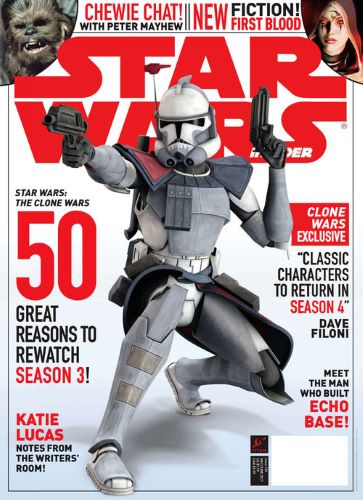 CHEWIE CHAT!
WITH PETER MAYHEW
NEW FICTION!
FIRST BLOOD
STAR
WARS
INSIDER
STAR WARS:
THE CLONE WARS
50
GREAT
REASONS TO
REWATCH
SEASON 3!
KATIE
LUCAS
NOTES FROM
THE WRITERS'
ROOM!
CLONE
WARS
EXCLUSIVE
“CLASSIC
CHARACTERS
TO RETURN IN
SEASON 4”
DAVE
FILONI
MEET
THE MAN
WHO BUILT
ECHO
BASE!
TITAN